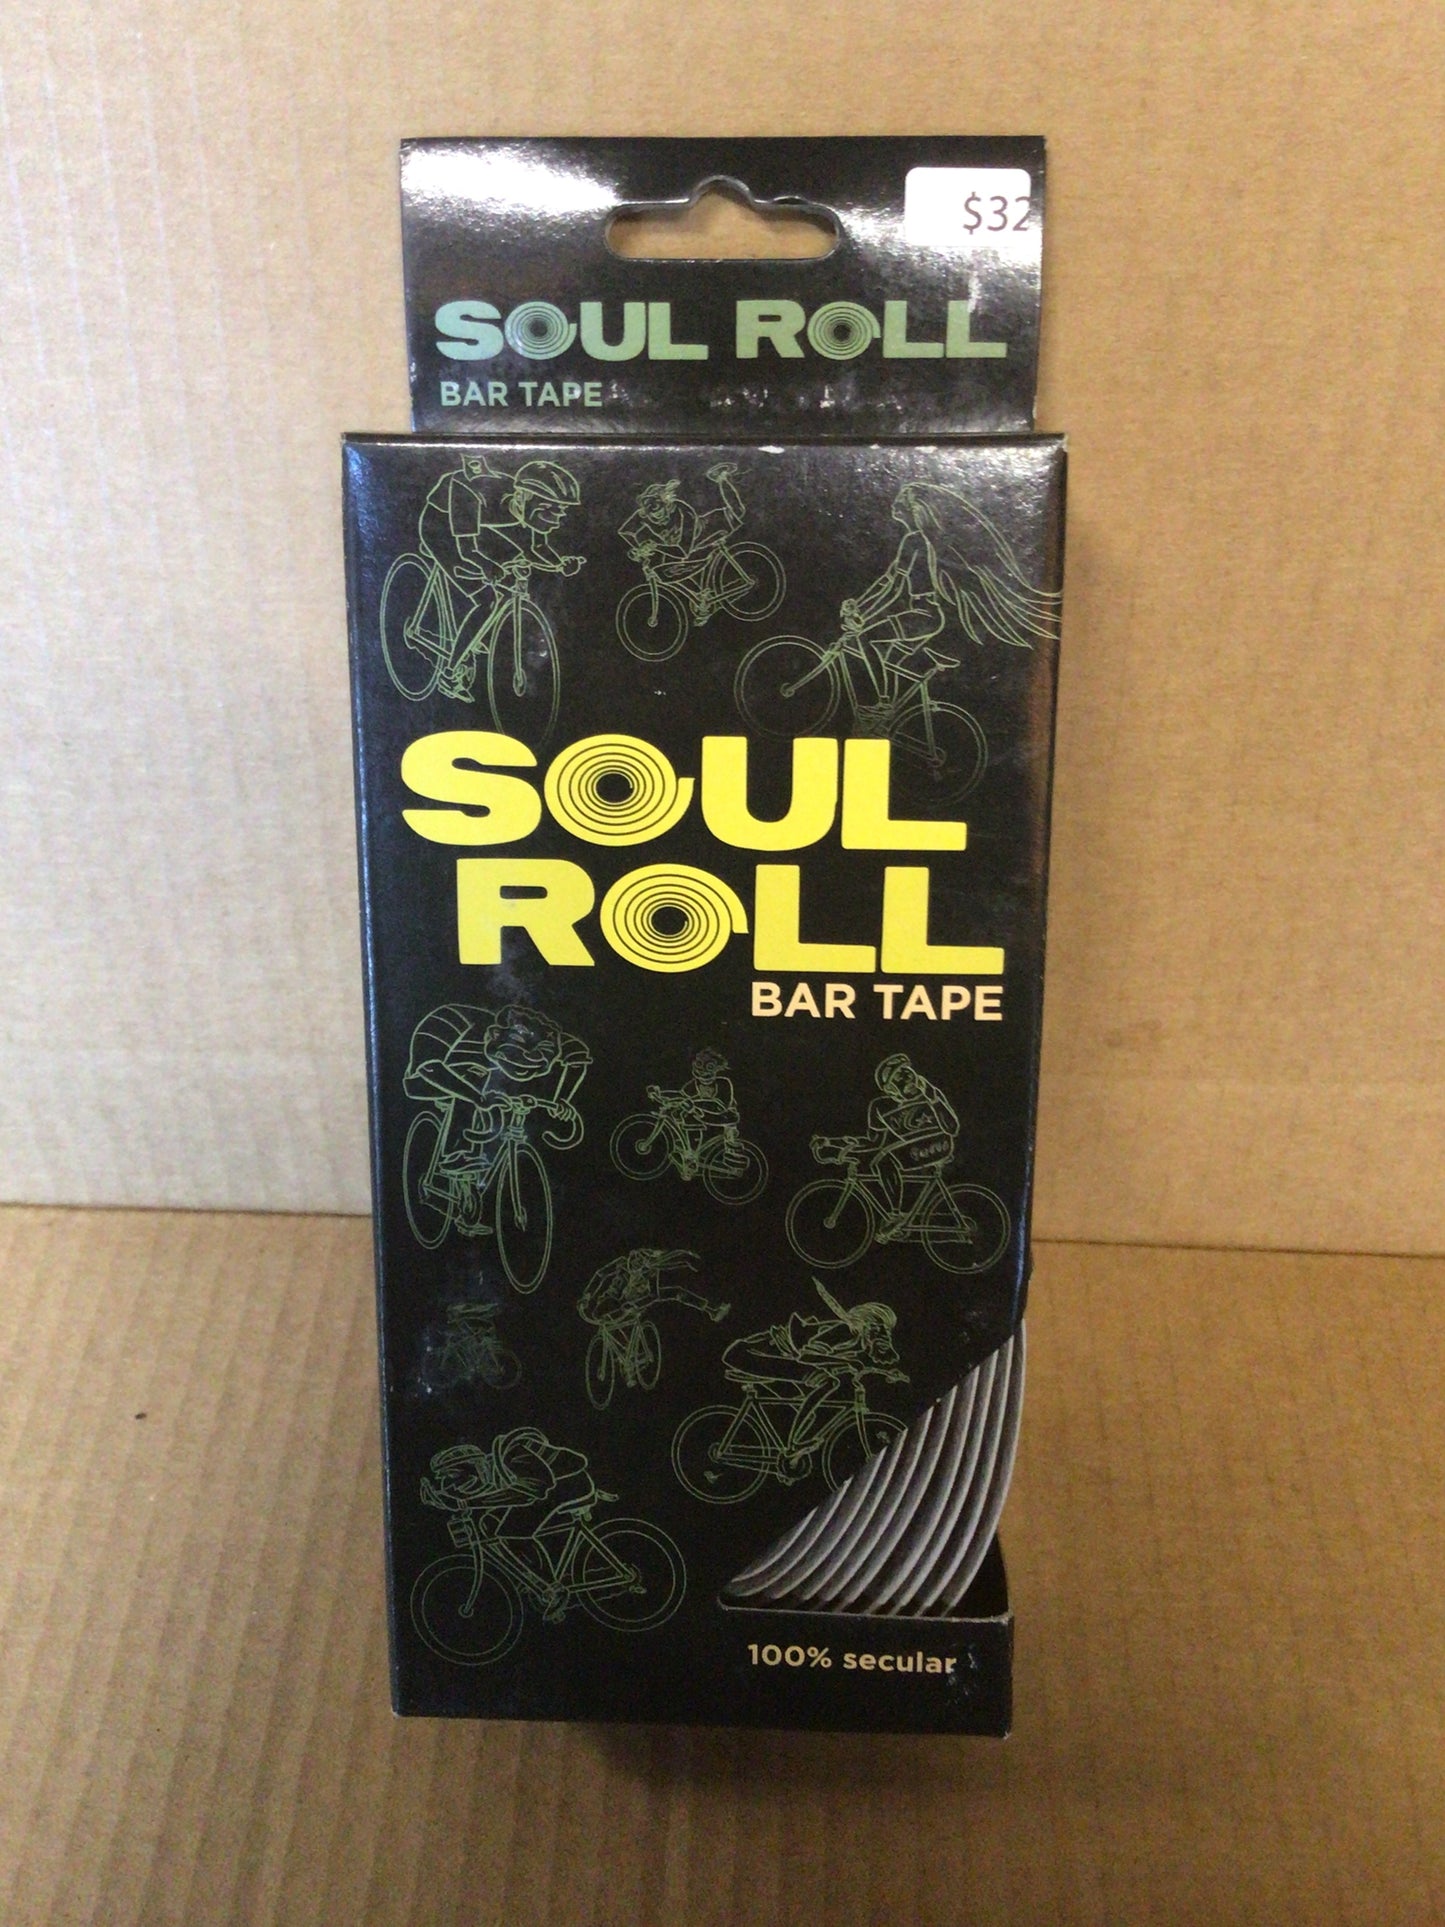 $32
SOUL ROLL
BAR TAPE
SOUL
ROLL
BAR TAPE
100% secular